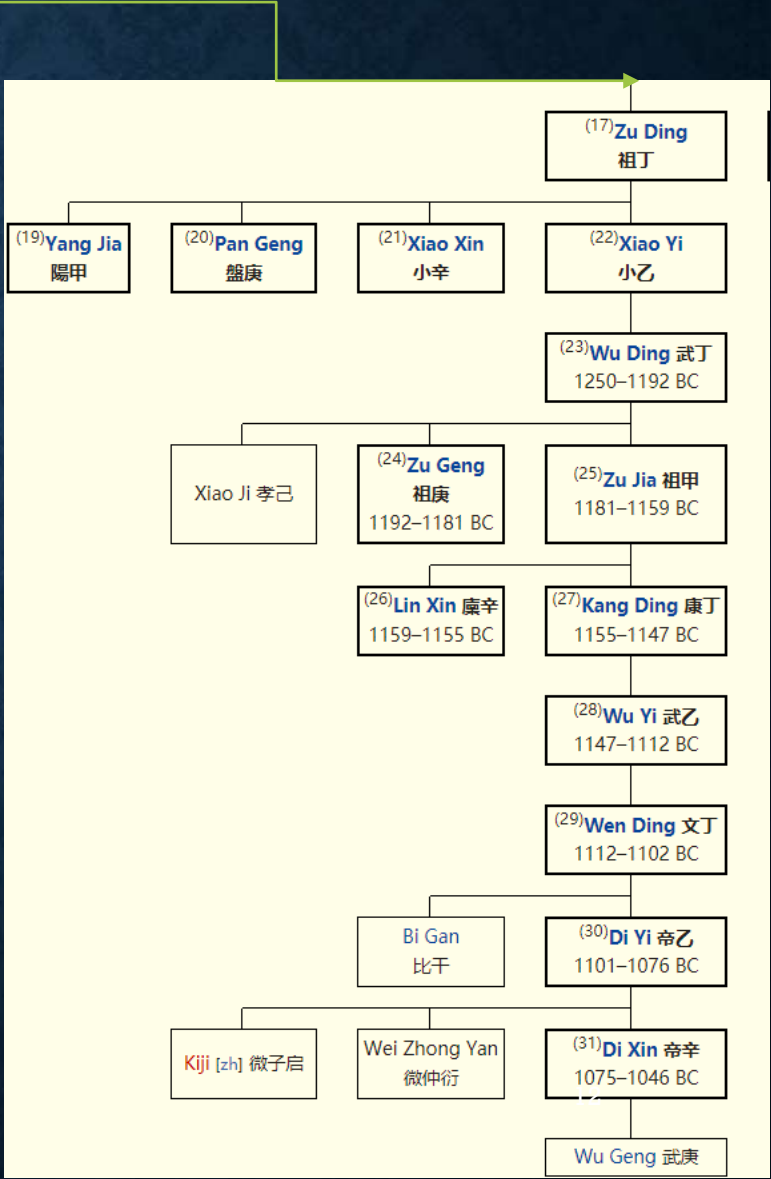 (17)Zu Ding
祖丁
(19)Yang Jia
陽甲
(20)Pan Geng
盤庚
(21)Xiao Xin
小辛
(22)Xiao Yi
小乙
(23)Wu Ding 武丁
1250–1192 BC
Xiao Ji 孝己
(24)Zu Geng
祖庚
1192–1181 BC
(25)Zu Jia 祖甲
1181–1159 BC
(26)Lin Xin 廩辛
1159–1155 BC
(27)Kang Ding 康丁
1155–1147 BC
(28)Wu Yi 武乙
1147–1112 BC
(29)Wen Ding 文丁
1112–1102 BC
Bi Gan
比干
(30)Di Yi 帝乙
1101–1076 BC
Kiji [zh] 微子启
Wei Zhong Yan
微仲衍
(31)Di Xin 帝辛
1075–1046 BC
Wu Geng 武庚